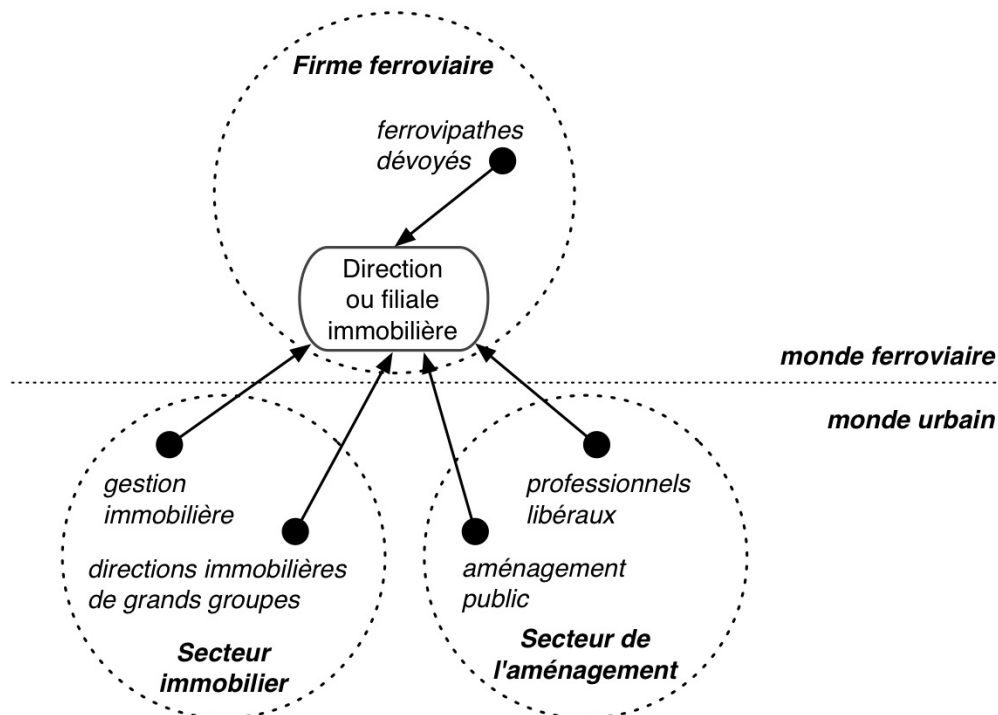 Firme ferroviaire
ferrovipathes
dévoyés
Direction
ou filiale
immobilière
monde ferroviaire
monde urbain
gestion
immobilière
directions immobilières
de grands groupes
Secteur
immobilier
professionnels
libéraux
aménagement
public
Secteur de
l'aménagement